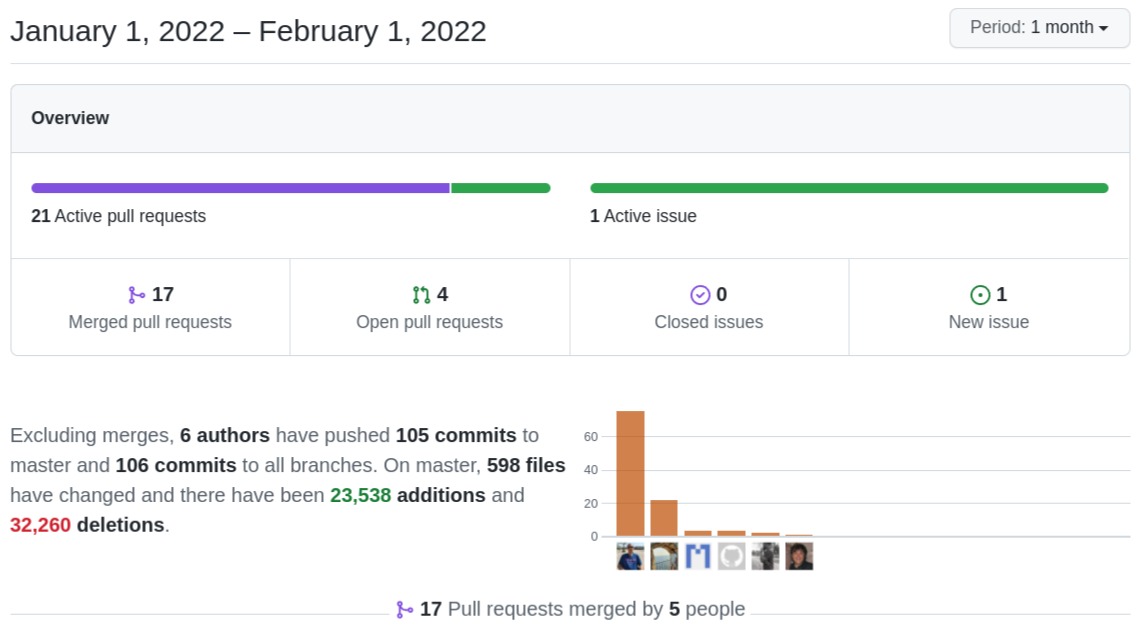 January 1, 2022 – February 1, 2022
Period: 1 month
Overview
21 Active pull requests
1 Active issue
17
Merged pull requests
4
Open pull requests
0
Closed issues
1
New issue
Excluding merges, 6 authors have pushed 105 commits to
master and 106 commits to all branches. On master, 598 files
have changed and there have been 23,538 additions and
32,260 deletions.
60
40
20
0
17 Pull requests merged by 5 people